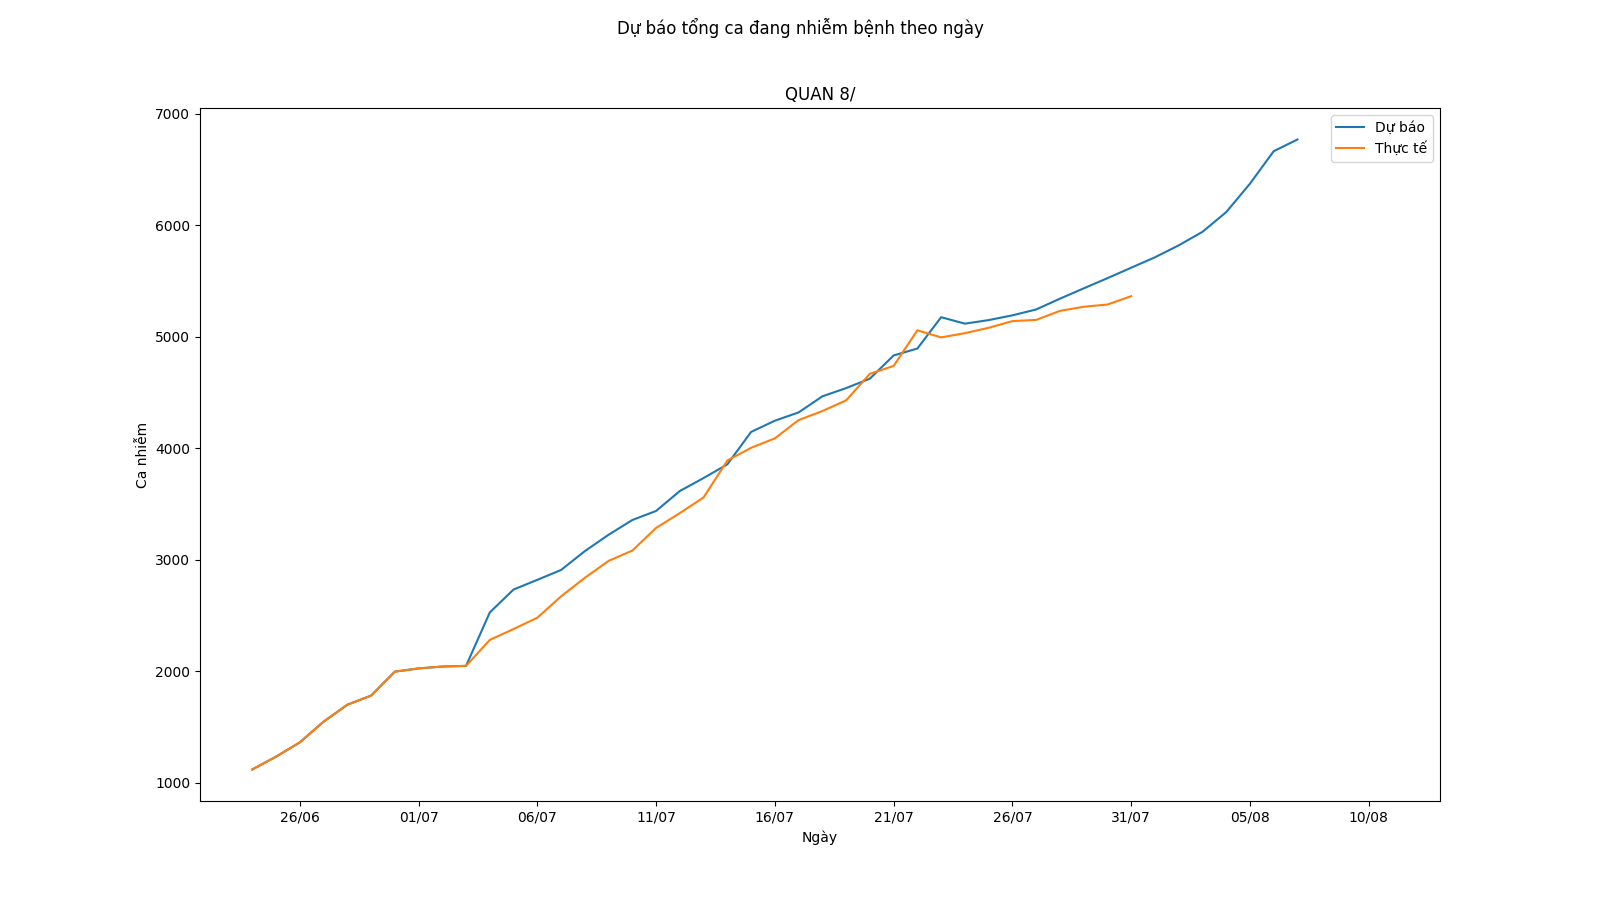 Dự báo tổng ca đang nhiễm bệnh theo ngày
QUAN 8/
Dự báo
Thực tế
7000
6000
5000
4000
3000
2000
1000
Ca nhiễm
26/06 01/07 06/07 11/07 16/07 21/07 26/07 31/07 05/08 10/08
Ngày